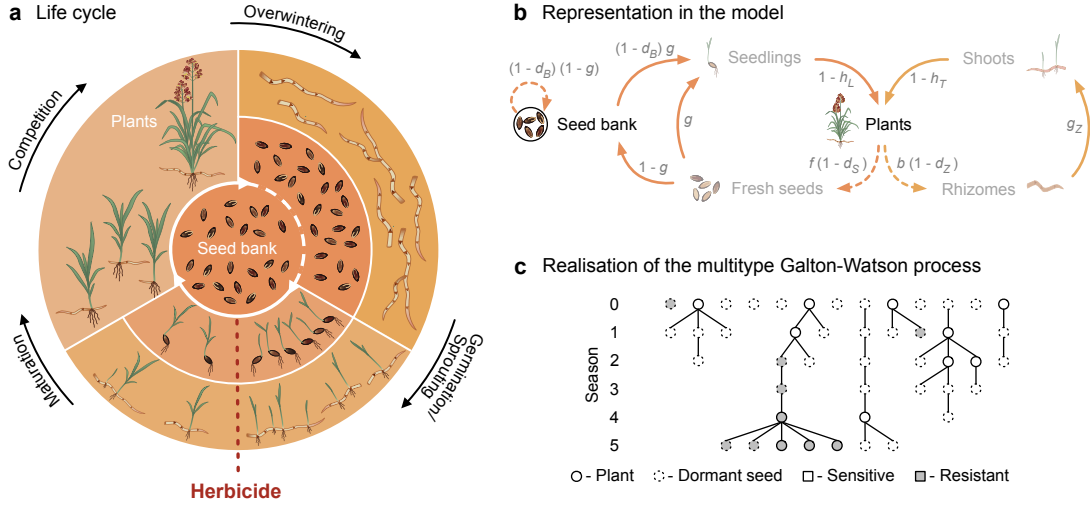 a Life cycle
Overwintering
Competition
Plants
Seed bank
Maturation
Germination/
Sprouting
Herbicide
b Representation in the model
(1 - d_B) g
Seedlings
Shoots
(1 - d_B) (1 - g)
1 - h_L
1 - h_T
Seed bank
Plants
g
g_Z
1 - g
f (1 - d_S)
b (1 - d_Z)
Fresh seeds
Rhizomes
c Realisation of the multitype Galton-Watson process
Season
0
1
2
3
4
5
- Plant - Dormant seed - Sensitive - Resistant